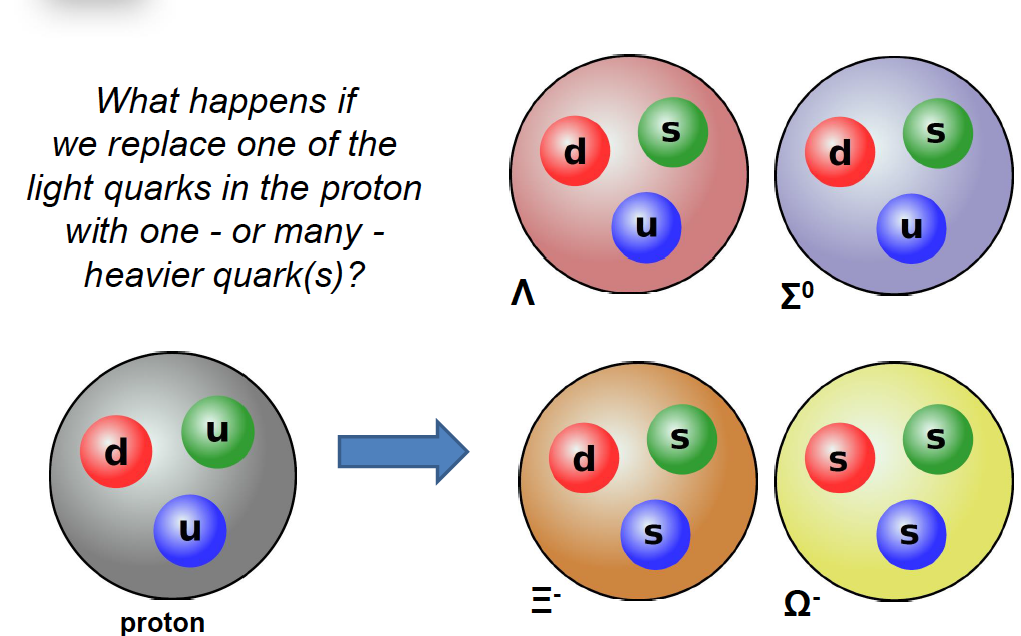 What happens if
we replace one of the
light quarks in the proton
with one - or many -
heavier quark(s)?
d
s
u
Λ
d
s
u
Σ⁰
d
u
u
proton
d
s
s
Ξ⁻
s
s
s
Ω⁻